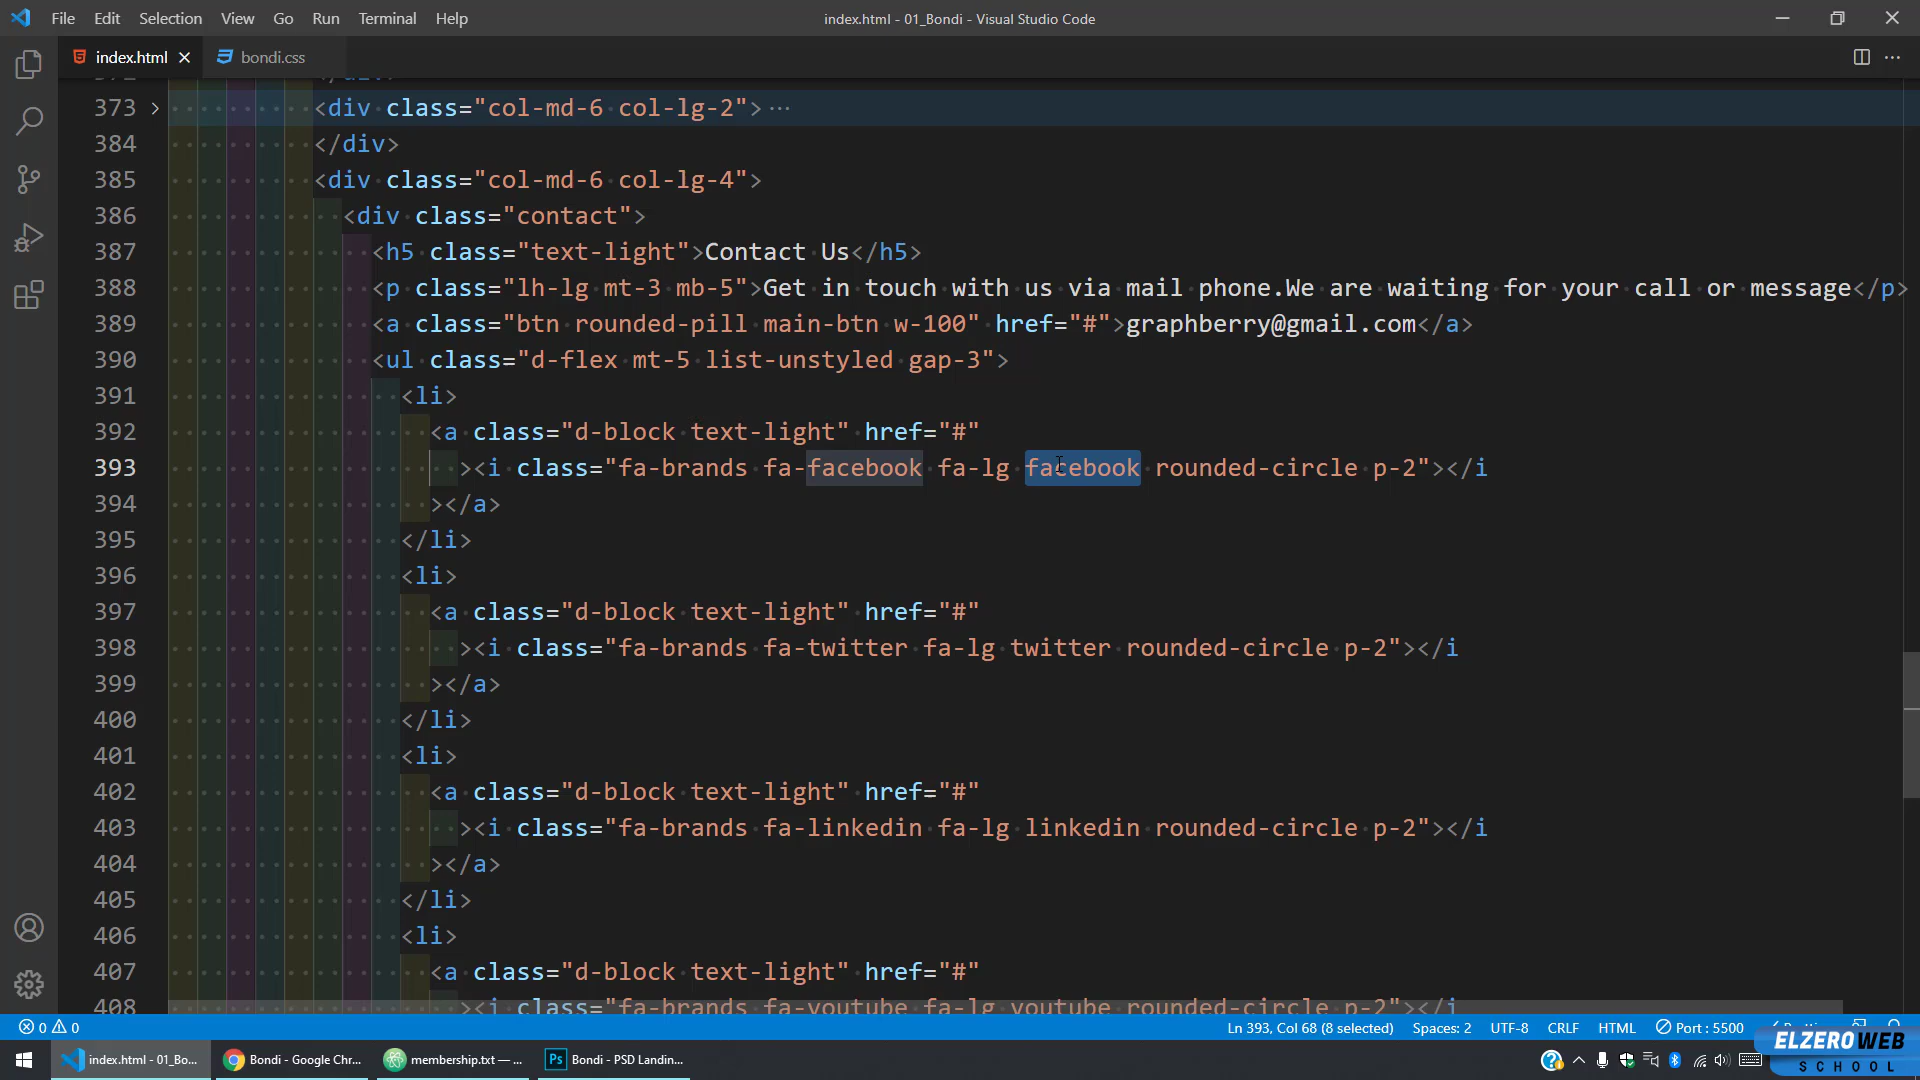 File Edit Selection View Go Run Terminal Help index.html - 01_Bondi - Visual Studio Code
index.html bondi.css
373 <div class="col-md-6 col-lg-2">…
384 </div>
385 <div class="col-md-6 col-lg-4">
386 <div class="contact">
387 <h5 class="text-light">Contact Us</h5>
388 <p class="lh-lg mt-3 mb-5">Get in touch with us via mail phone.We are waiting for your call or message</p>
389 <a class="btn rounded-pill main-btn w-100" href="#">graphberry@gmail.com</a>
390 <ul class="d-flex mt-5 list-unstyled gap-3">
391 <li>
392 <a class="d-block text-light" href="#"
393 ><i class="fa-brands fa-facebook fa-lg facebook rounded-circle p-2"></i
394 ></a>
395 </li>
396 <li>
397 <a class="d-block text-light" href="#"
398 ><i class="fa-brands fa-twitter fa-lg twitter rounded-circle p-2"></i
399 ></a>
400 </li>
401 <li>
402 <a class="d-block text-light" href="#"
403 ><i class="fa-brands fa-linkedin fa-lg linkedin rounded-circle p-2"></i
404 ></a>
405 </li>
406 <li>
407 <a class="d-block text-light" href="#"
408 ><i class="fa-brands fa-youtube fa-lg youtube rounded-circle p-2"></i
0 0 Ln 393, Col 68 (8 selected) Spaces: 2 UTF-8 CRLF HTML Port : 5500
index.html - 01_Bo... Bondi - Google Chr... membership.txt — ... Ps Bondi - PSD Landin...
ELZEROWEB
SCHOOL